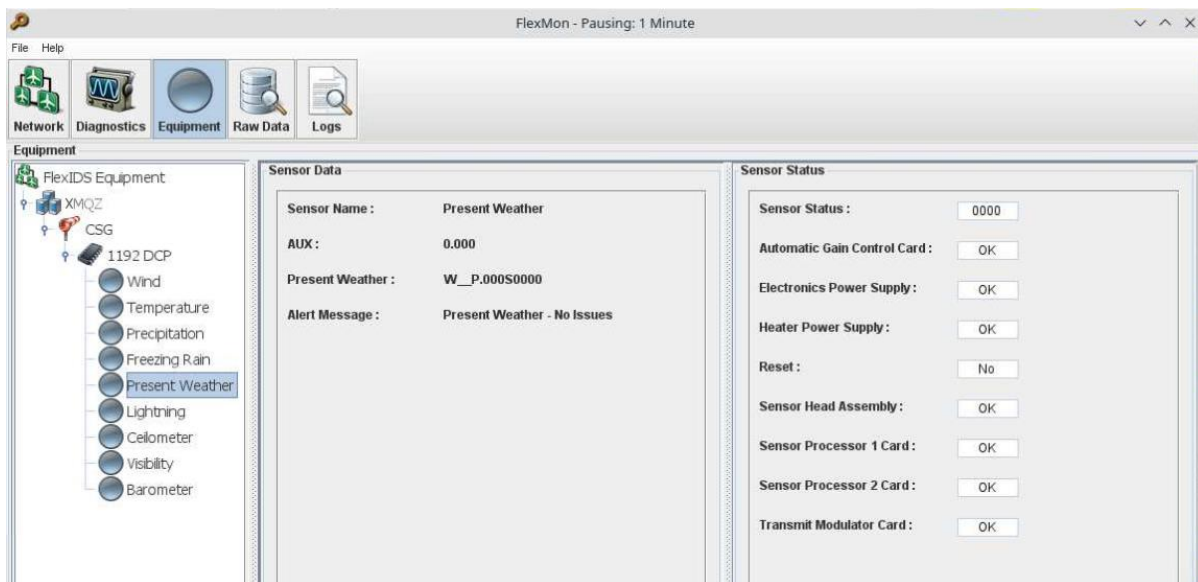 FlexMon - Pausing: 1 Minute
File Help
Network Diagnostics Equipment Raw Data Logs
Equipment
FlexIDS Equipment
XMQZ
CSG
1192 DCP
Wind
Temperature
Precipitation
Freezing Rain
Present Weather
Lightning
Ceilometer
Visibility
Barometer
Sensor Data
Sensor Name : Present Weather
AUX : 0.000
Present Weather : W__P.000S0000
Alert Message : Present Weather - No Issues
Sensor Status
Sensor Status : 0000
Automatic Gain Control Card : OK
Electronics Power Supply : OK
Heater Power Supply : OK
Reset : No
Sensor Head Assembly : OK
Sensor Processor 1 Card : OK
Sensor Processor 2 Card : OK
Transmit Modulator Card : OK